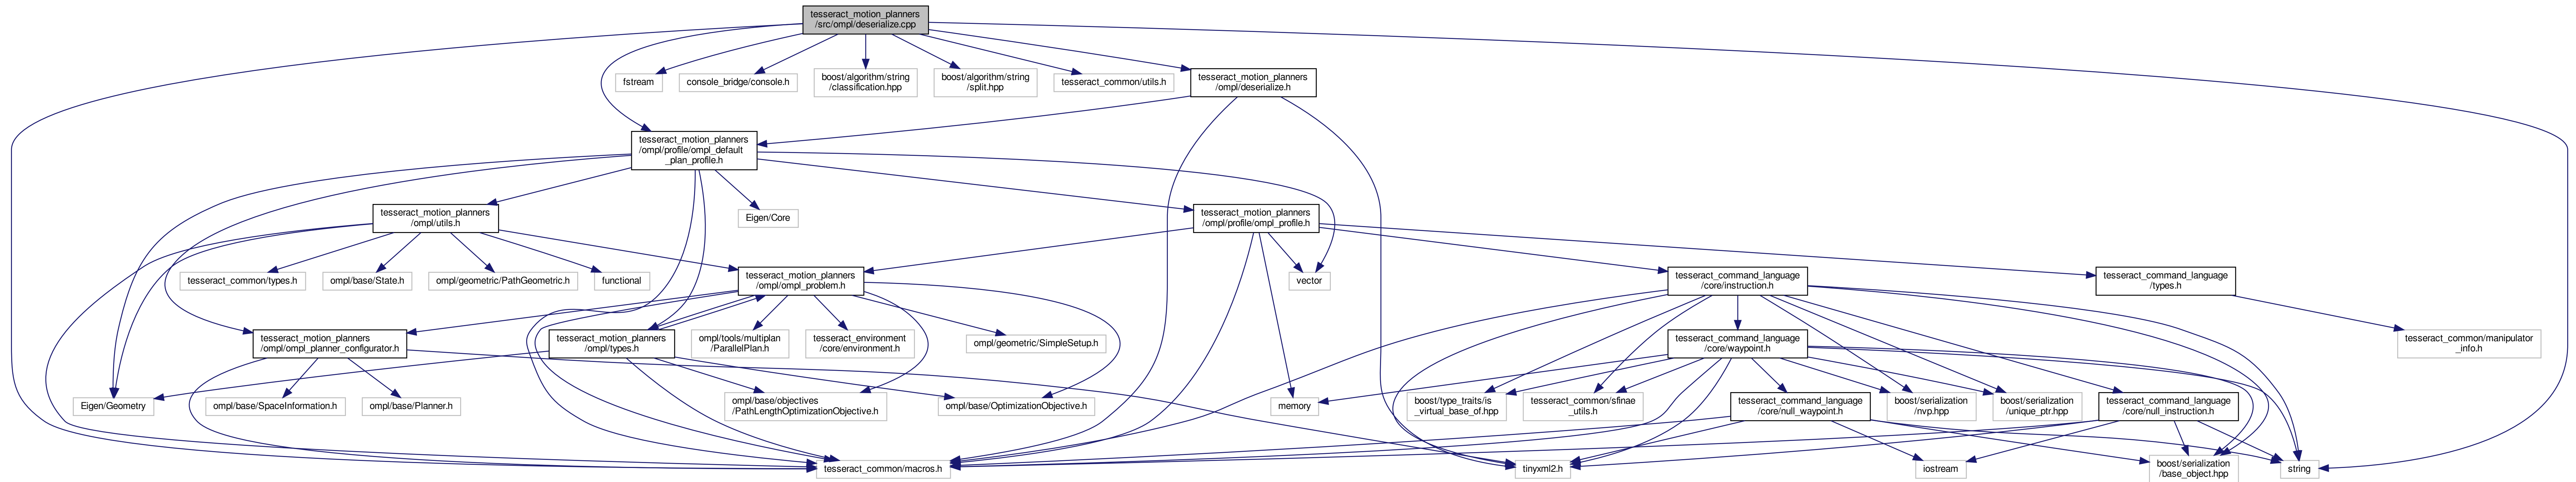 tesseract_motion_planners
/src/ompl/deserialize.cpp
fstream
console_bridge/console.h
boost/algorithm/string
/classification.hpp
boost/algorithm/string
/split.hpp
tesseract_common/utils.h
tesseract_motion_planners
/ompl/deserialize.h
tesseract_motion_planners
/ompl/profile/ompl_default
_plan_profile.h
tesseract_motion_planners
/ompl/utils.h
Eigen/Core
tesseract_motion_planners
/ompl/profile/ompl_profile.h
tesseract_common/types.h
ompl/base/State.h
ompl/geometric/PathGeometric.h
functional
tesseract_motion_planners
/ompl/ompl_problem.h
vector
tesseract_command_language
/core/instruction.h
tesseract_command_language
/types.h
tesseract_motion_planners
/ompl/ompl_planner_configurator.h
tesseract_motion_planners
/ompl/types.h
ompl/tools/multiplan
/ParallelPlan.h
tesseract_environment
/core/environment.h
ompl/geometric/SimpleSetup.h
tesseract_command_language
/core/waypoint.h
tesseract_common/manipulator
_info.h
Eigen/Geometry
ompl/base/SpaceInformation.h
ompl/base/Planner.h
ompl/base/objectives
/PathLengthOptimizationObjective.h
ompl/base/OptimizationObjective.h
memory
boost/type_traits/is
_virtual_base_of.hpp
tesseract_common/sfinae
_utils.h
tesseract_command_language
/core/null_waypoint.h
boost/serialization
/nvp.hpp
boost/serialization
/unique_ptr.hpp
tesseract_command_language
/core/null_instruction.h
tesseract_common/macros.h
tinyxml2.h
iostream
boost/serialization
/base_object.hpp
string